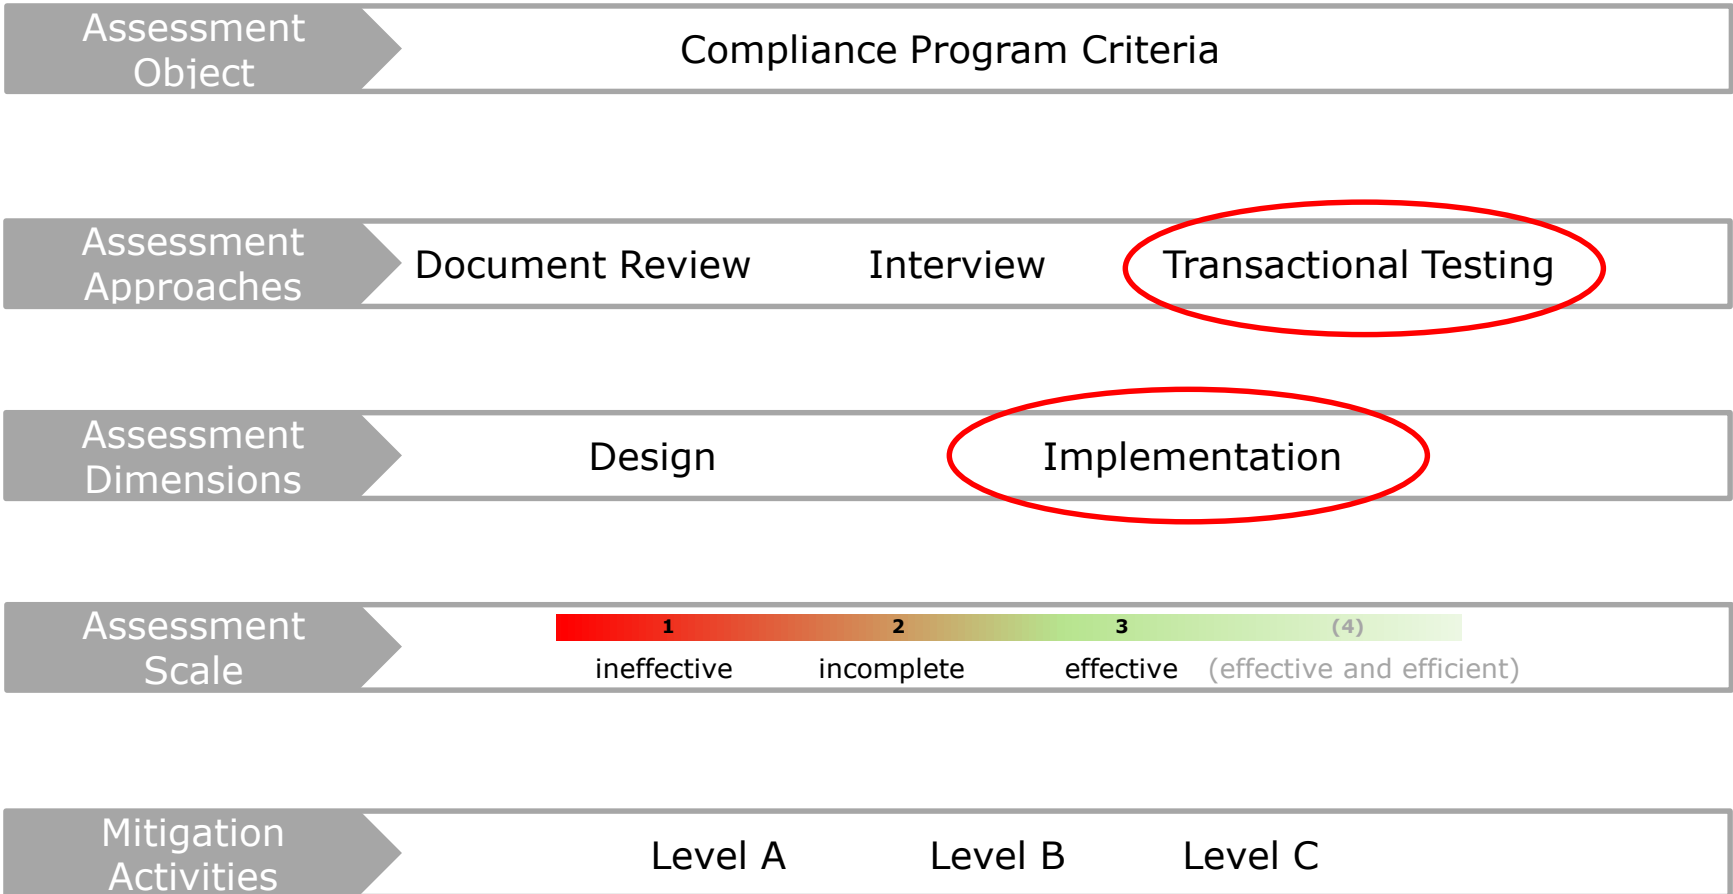 Assessment
Object
Compliance Program Criteria
Assessment
Approaches
Document Review Interview Transactional Testing
Assessment
Dimensions
Design Implementation
Assessment
Scale
1 2 3 (4)
ineffective incomplete effective (effective and efficient)
Mitigation
Activities
Level A Level B Level C